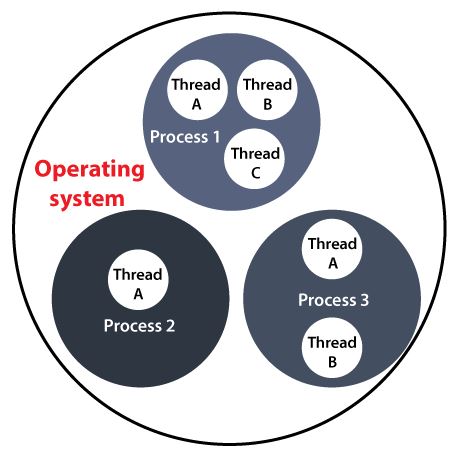 Thread
A
Thread
B
Process 1
Thread
C
Operating
system
Thread
A
Process 2
Thread
A
Process 3
Thread
B